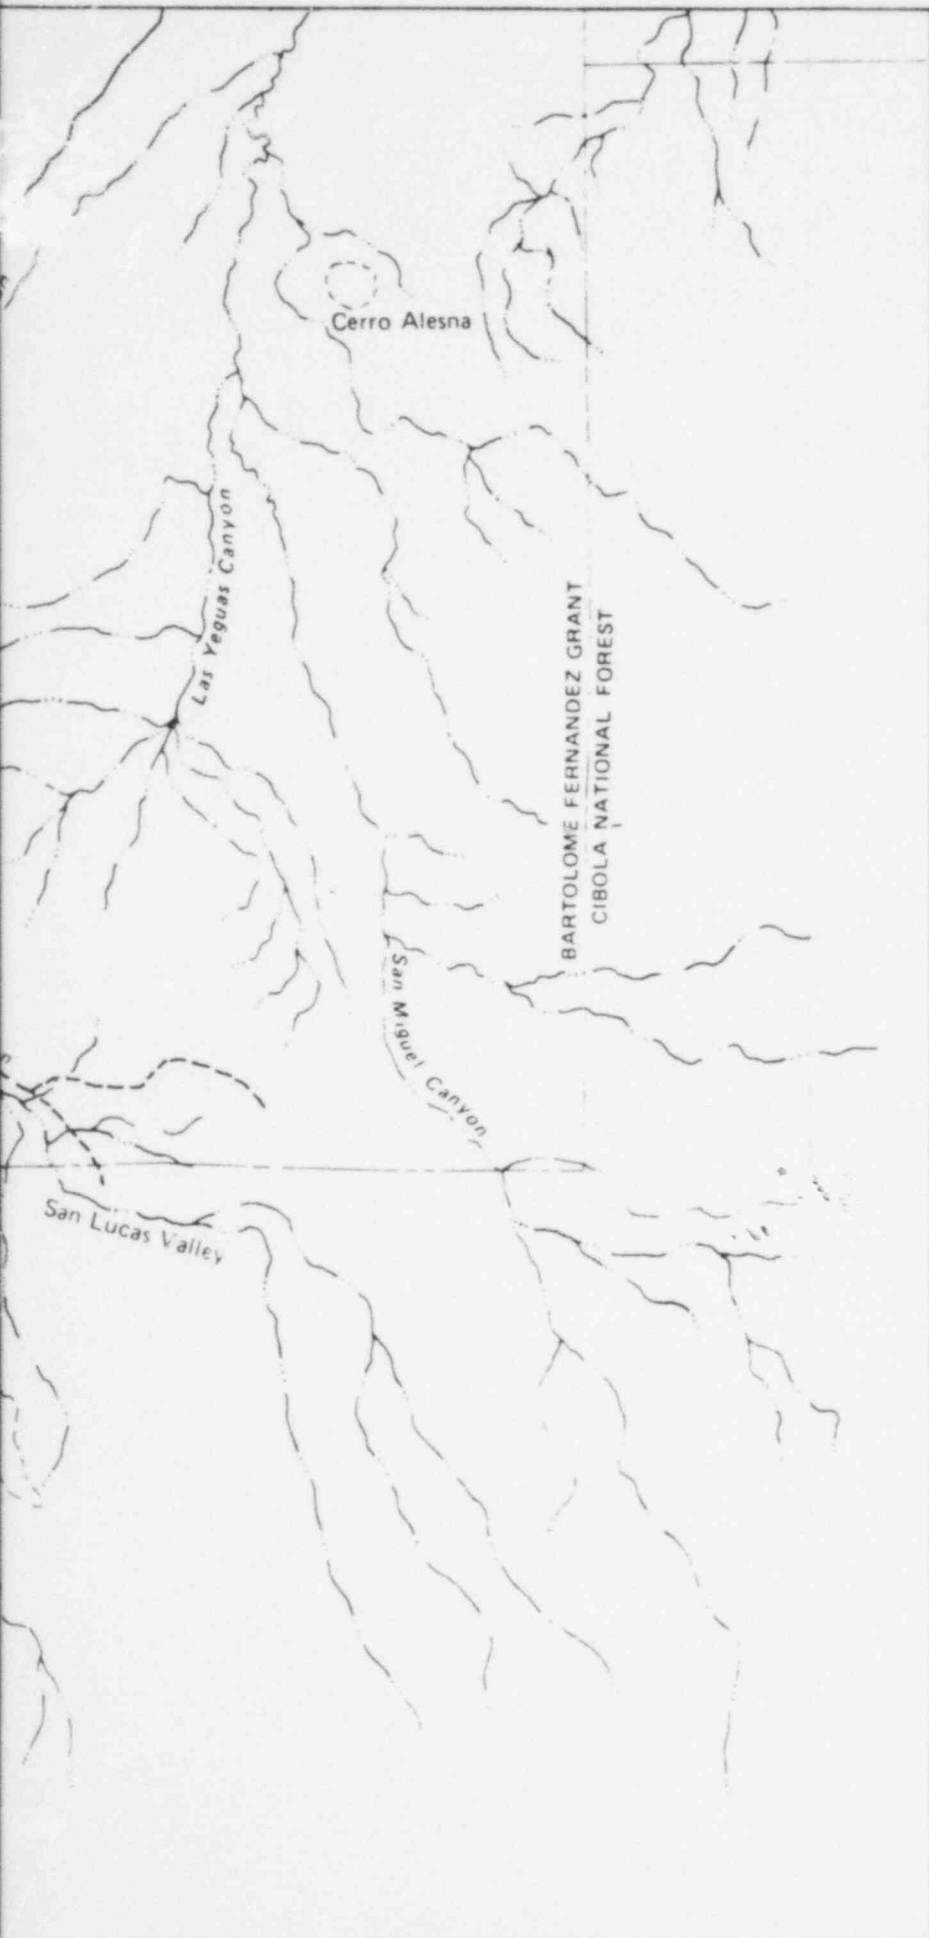 Cerro Alesna
Las Yeguas Canyon
BARTOLOME FERNANDEZ GRANT
CIBOLA NATIONAL FOREST
San Miguel Canyon
San Lucas Valley